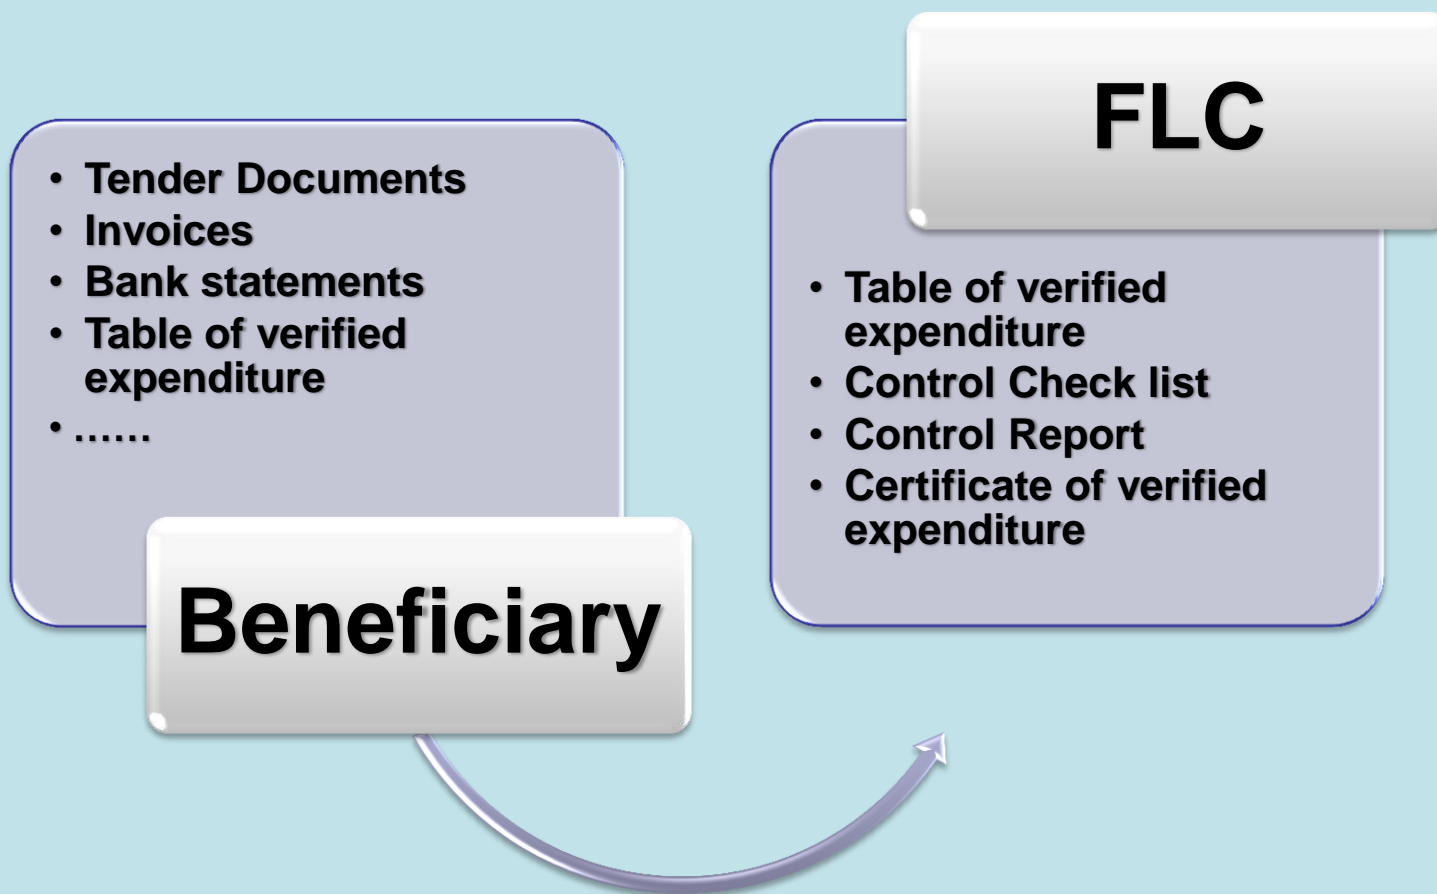 • Tender Documents
• Invoices
• Bank statements
• Table of verified
expenditure
• ......
Beneficiary
FLC
• Table of verified
expenditure
• Control Check list
• Control Report
• Certificate of verified
expenditure